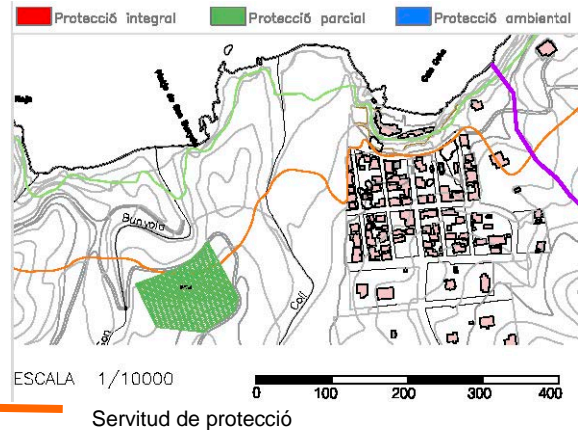 Protecció integral Protecció parcial Protecció ambiental
Bunyola
Coll
Son
ESCALA 1/10000
0 100 200 300 400
Servitud de protecció